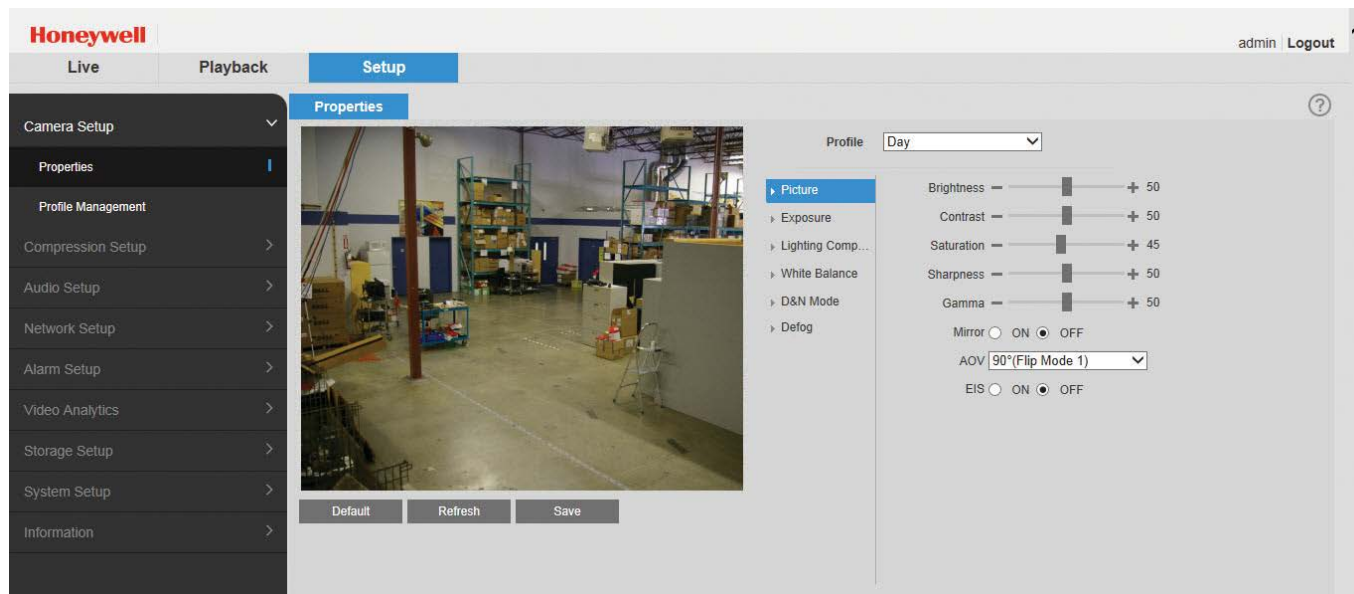 Honeywell
admin Logout
Live Playback Setup
Camera Setup
Properties
Profile Management
Compression Setup
Audio Setup
Network Setup
Alarm Setup
Video Analytics
Storage Setup
System Setup
Information
Properties
?
Default Refresh Save
Profile Day
Picture
Exposure
Lighting Comp...
White Balance
D&N Mode
Defog
Brightness 50
Contrast 50
Saturation 45
Sharpness 50
Gamma 50
Mirror ON OFF
AOV 90°(Flip Mode 1)
EIS ON OFF